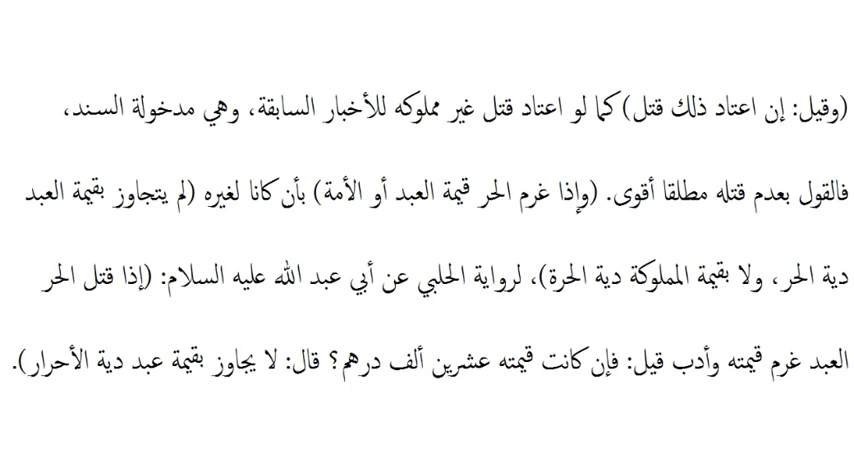 (وقيل: إن اعتاد ذلك قتل) كما لو اعتاد قتل غير مملوكه للأخبار السابقة، وهي مدخولة السند،
فالقول بعدم قتله مطلقا أقوى. (وإذا غرم الحر قيمة العبد أو الأمة) بأن كانا لغيره (لم يتجاوز بقيمة العبد
دية الحر، ولا بقيمة المملوكة دية الحرة)، لرواية الحلبي عن أبي عبد الله عليه السلام: (إذا قتل الحر
العبد غرم قيمته وأدب قيل: فإن كانت قيمته عشرين ألف درهم؟ قال: لا يجاوز بقيمة عبد دية الأحرار).